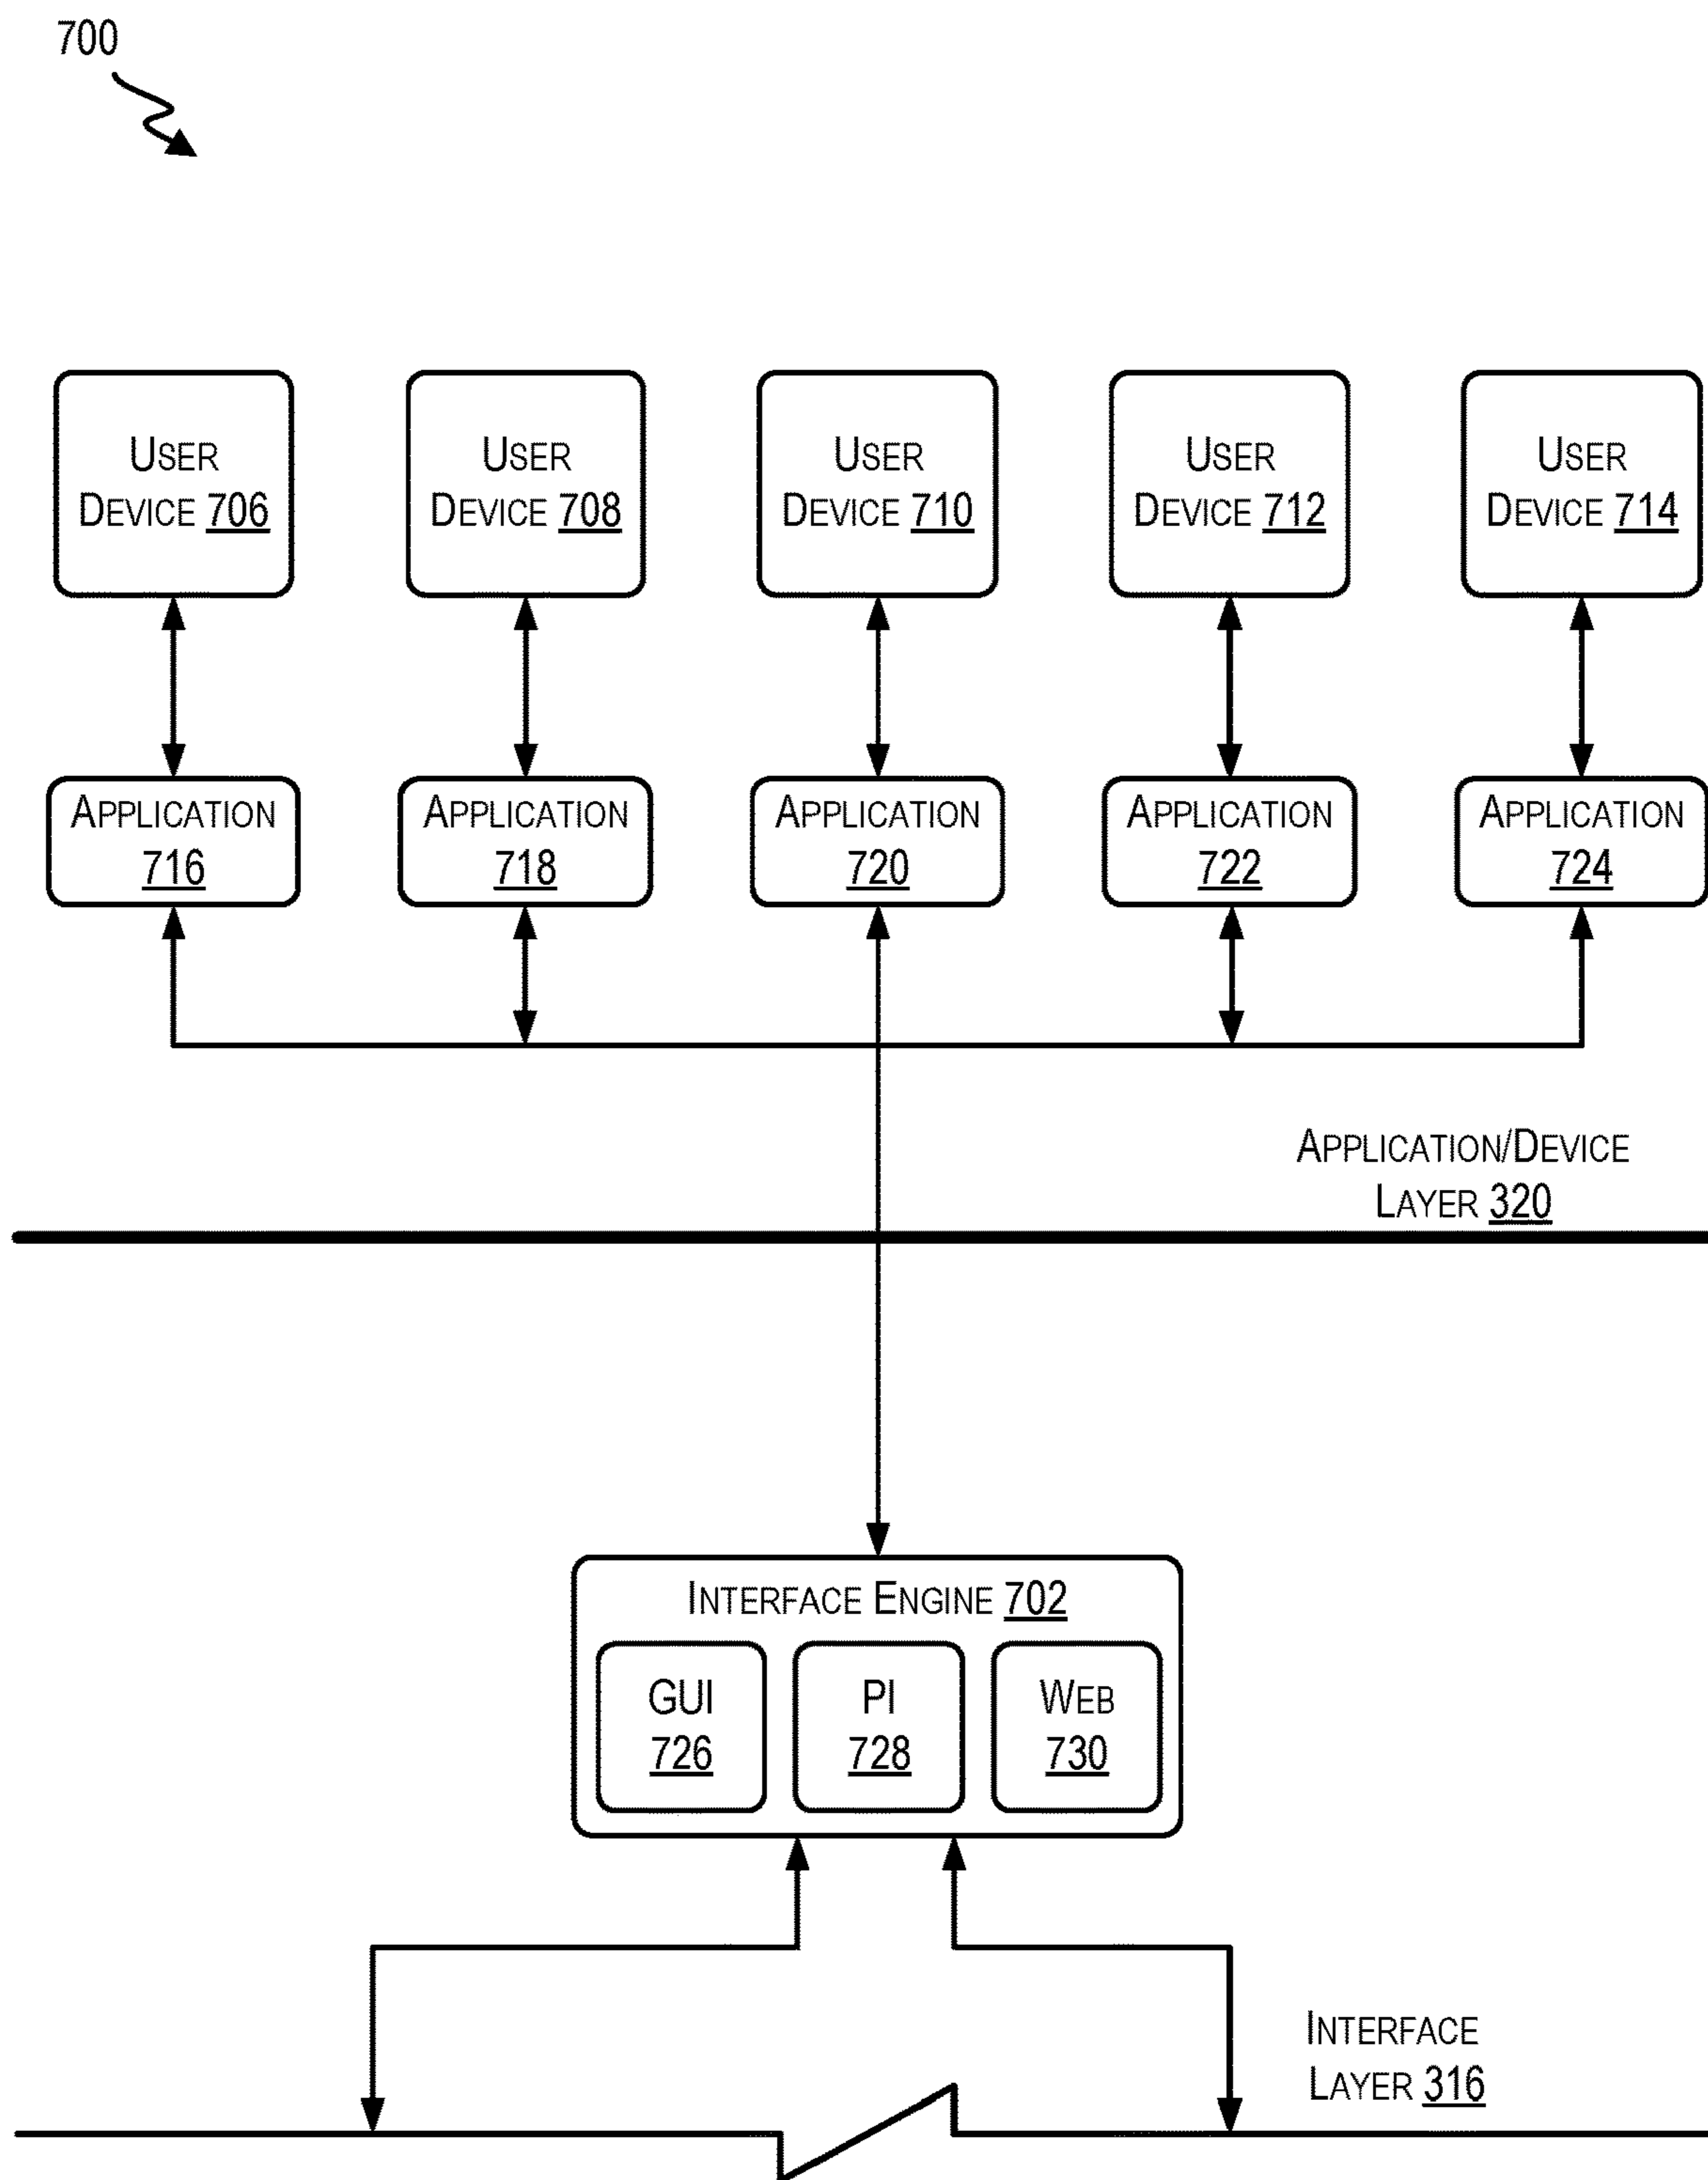 700
USER
DEVICE 706
USER
DEVICE 708
USER
DEVICE 710
USER
DEVICE 712
USER
DEVICE 714
APPLICATION
716
APPLICATION
718
APPLICATION
720
APPLICATION
722
APPLICATION
724
APPLICATION/DEVICE
LAYER 320
INTERFACE ENGINE 702
GUI
726
PI
728
WEB
730
INTERFACE
LAYER 316